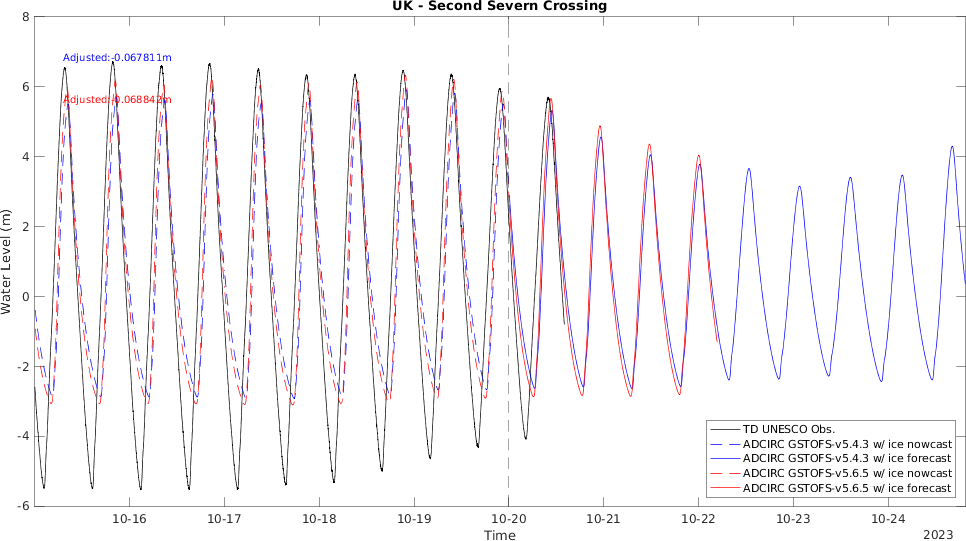 UK - Second Severn Crossing
8
6
4
2
0
-2
-4
-6
Water Level (m)
Adjusted:-0.067811m
Adjusted:-0.068842m
TD UNESCO Obs.
ADCIRC GSTOFS-v5.4.3 w/ ice nowcast
ADCIRC GSTOFS-v5.4.3 w/ ice forecast
ADCIRC GSTOFS-v5.6.5 w/ ice nowcast
ADCIRC GSTOFS-v5.6.5 w/ ice forecast
10-16 10-17 10-18 10-19 10-20 10-21 10-22 10-23 10-24
Time
2023